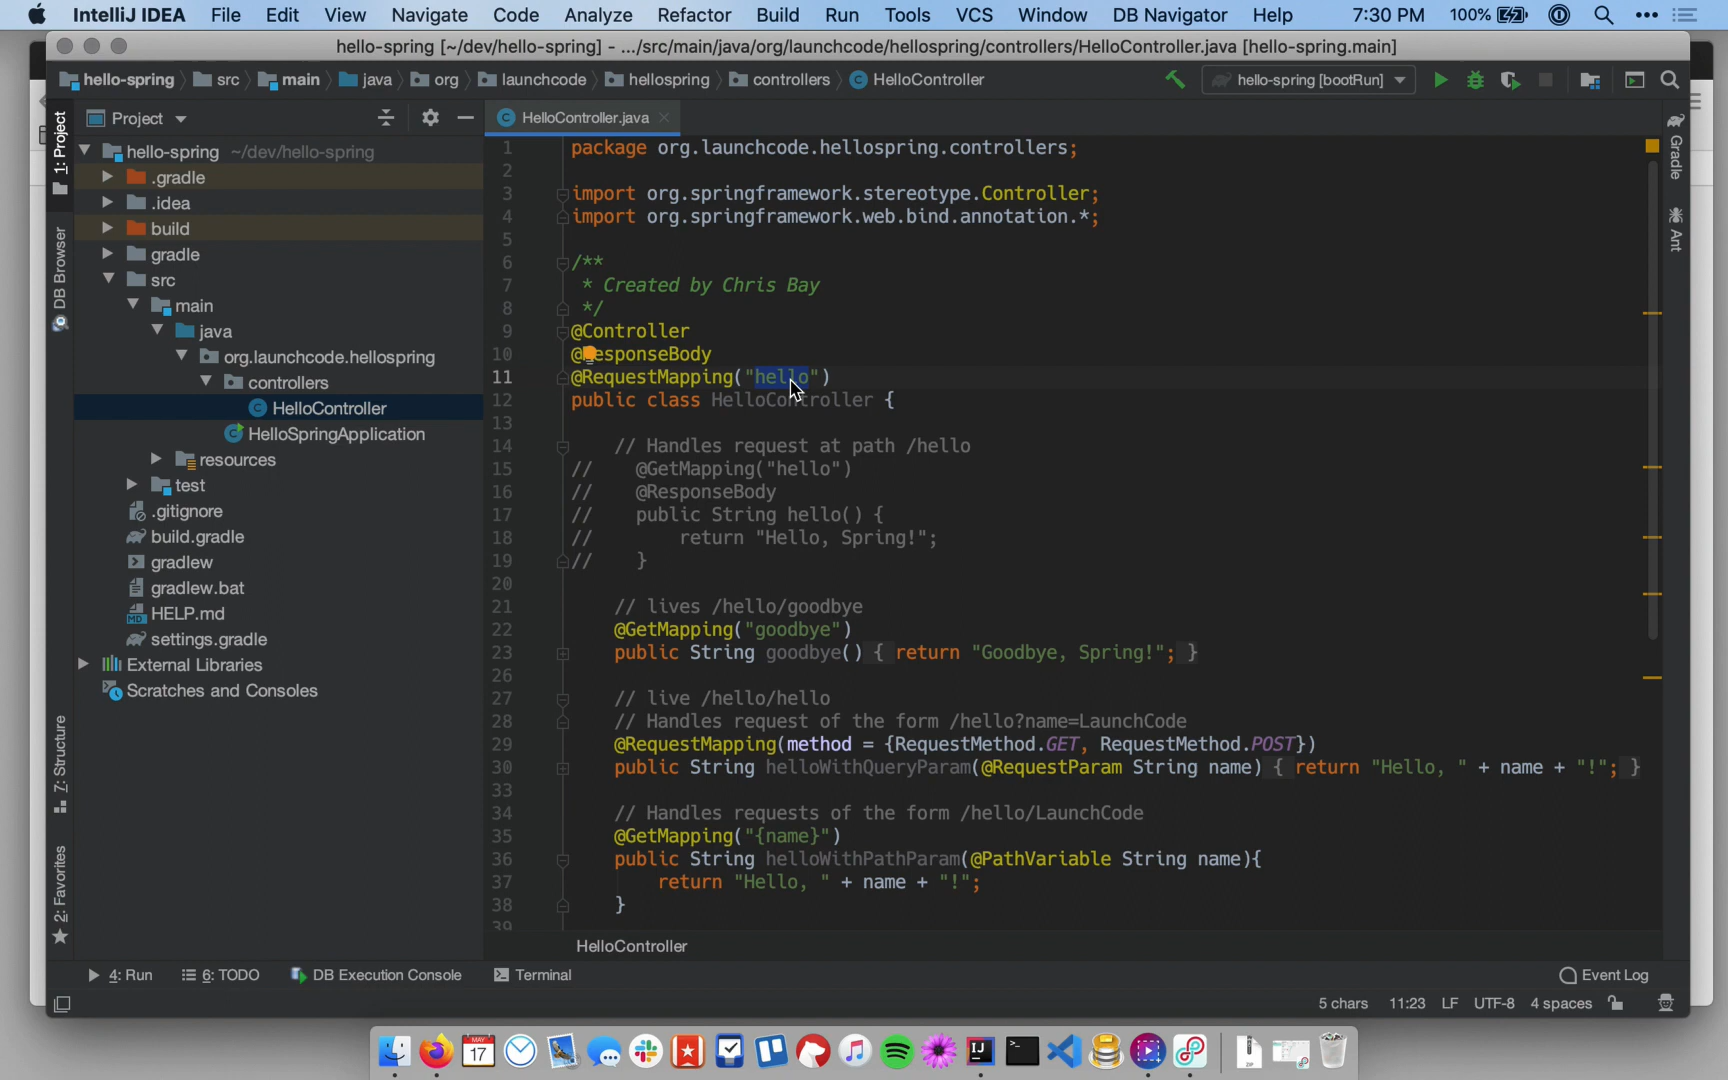 IntelliJ IDEA File Edit View Navigate Code Analyze Refactor Build Run Tools VCS Window DB Navigator Help 7:30 PM 100%
hello-spring [~/dev/hello-spring] - .../src/main/java/org/launchcode/hellospring/controllers/HelloController.java [hello-spring.main]
hello-spring src main java org launchcode hellospring controllers HelloController hello-spring [bootRun]
Project
HelloController.java
1: Project
DB Browser
7: Structure
2: Favorites
hello-spring ~/dev/hello-spring
.gradle
.idea
build
gradle
src
main
java
org.launchcode.hellospring
controllers
HelloController
HelloSpringApplication
resources
test
.gitignore
build.gradle
gradlew
gradlew.bat
HELP.md
settings.gradle
External Libraries
Scratches and Consoles
1 package org.launchcode.hellospring.controllers;
2
3 import org.springframework.stereotype.Controller;
4 import org.springframework.web.bind.annotation.*;
5
6 /**
7 * Created by Chris Bay
8 */
9 @Controller
10 @ResponseBody
11 @RequestMapping("hello")
12 public class HelloController {
13
14 // Handles request at path /hello
15 // @GetMapping("hello")
16 // @ResponseBody
17 // public String hello() {
18 // return "Hello, Spring!";
19 // }
20
21 // lives /hello/goodbye
22 @GetMapping("goodbye")
23 public String goodbye() { return "Goodbye, Spring!"; }
26
27 // live /hello/hello
28 // Handles request of the form /hello?name=LaunchCode
29 @RequestMapping(method = {RequestMethod.GET, RequestMethod.POST})
30 public String helloWithQueryParam(@RequestParam String name) { return "Hello, " + name + "!"; }
33
34 // Handles requests of the form /hello/LaunchCode
35 @GetMapping("{name}")
36 public String helloWithPathParam(@PathVariable String name){
37 return "Hello, " + name + "!";
38 }
39
HelloController
Gradle
Ant
4: Run 6: TODO DB Execution Console Terminal Event Log
5 chars 11:23 LF UTF-8 4 spaces
17
IJ
ZIP